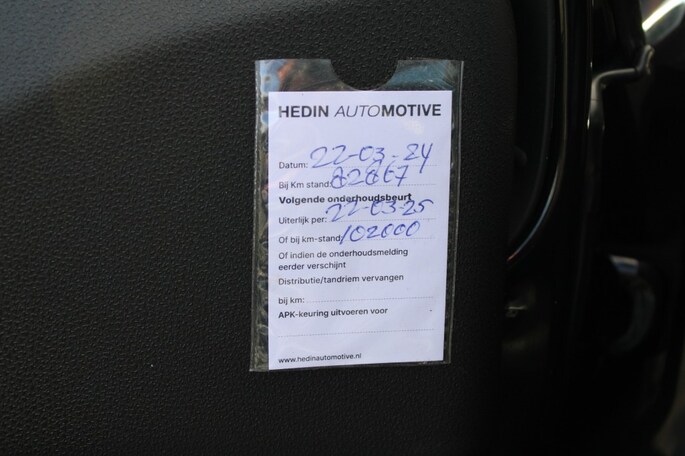 HEDIN AUTOMOTIVE
Datum: 22-03-24
Bij Km stand: 82867
Volgende onderhoudsbeurt
Uiterlijk per: 22-03-25
Of bij km-stand: 102000
Of indien de onderhoudsmelding
eerder verschijnt
Distributie/tandriem vervangen
bij km:
APK-keuring uitvoeren voor
www.hedinautomotive.nl